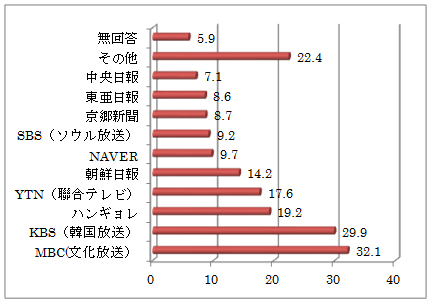 無回答 5.9
その他 22.4
中央日報 7.1
東亜日報 8.6
京郷新聞 8.7
SBS（ソウル放送） 9.2
NAVER 9.7
朝鮮日報 14.2
YTN（聯合テレビ） 17.6
ハンギョレ 19.2
KBS（韓国放送） 29.9
MBC(文化放送） 32.1
0 10 20 30 40